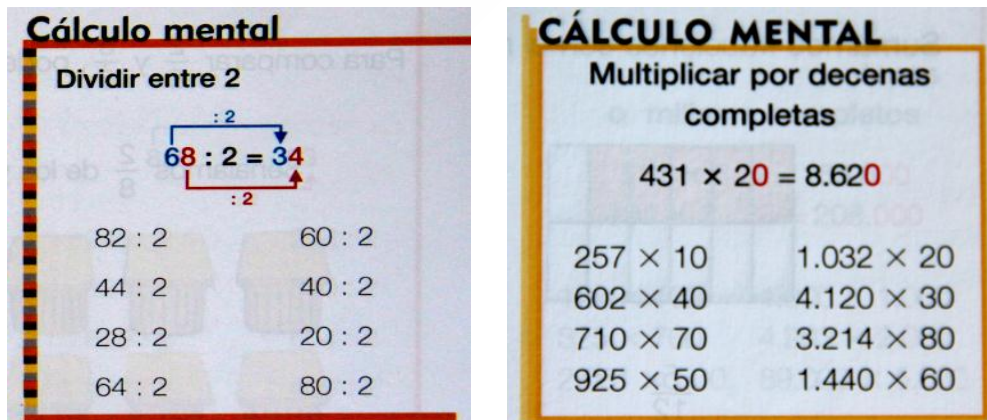 Cálculo mental
Dividir entre 2
: 2
68 : 2 = 34
: 2
82 : 2 60 : 2
44 : 2 40 : 2
28 : 2 20 : 2
64 : 2 80 : 2
CÁLCULO MENTAL
Multiplicar por decenas
completas
431 × 20 = 8.620
257 × 10 1.032 × 20
602 × 40 4.120 × 30
710 × 70 3.214 × 80
925 × 50 1.440 × 60